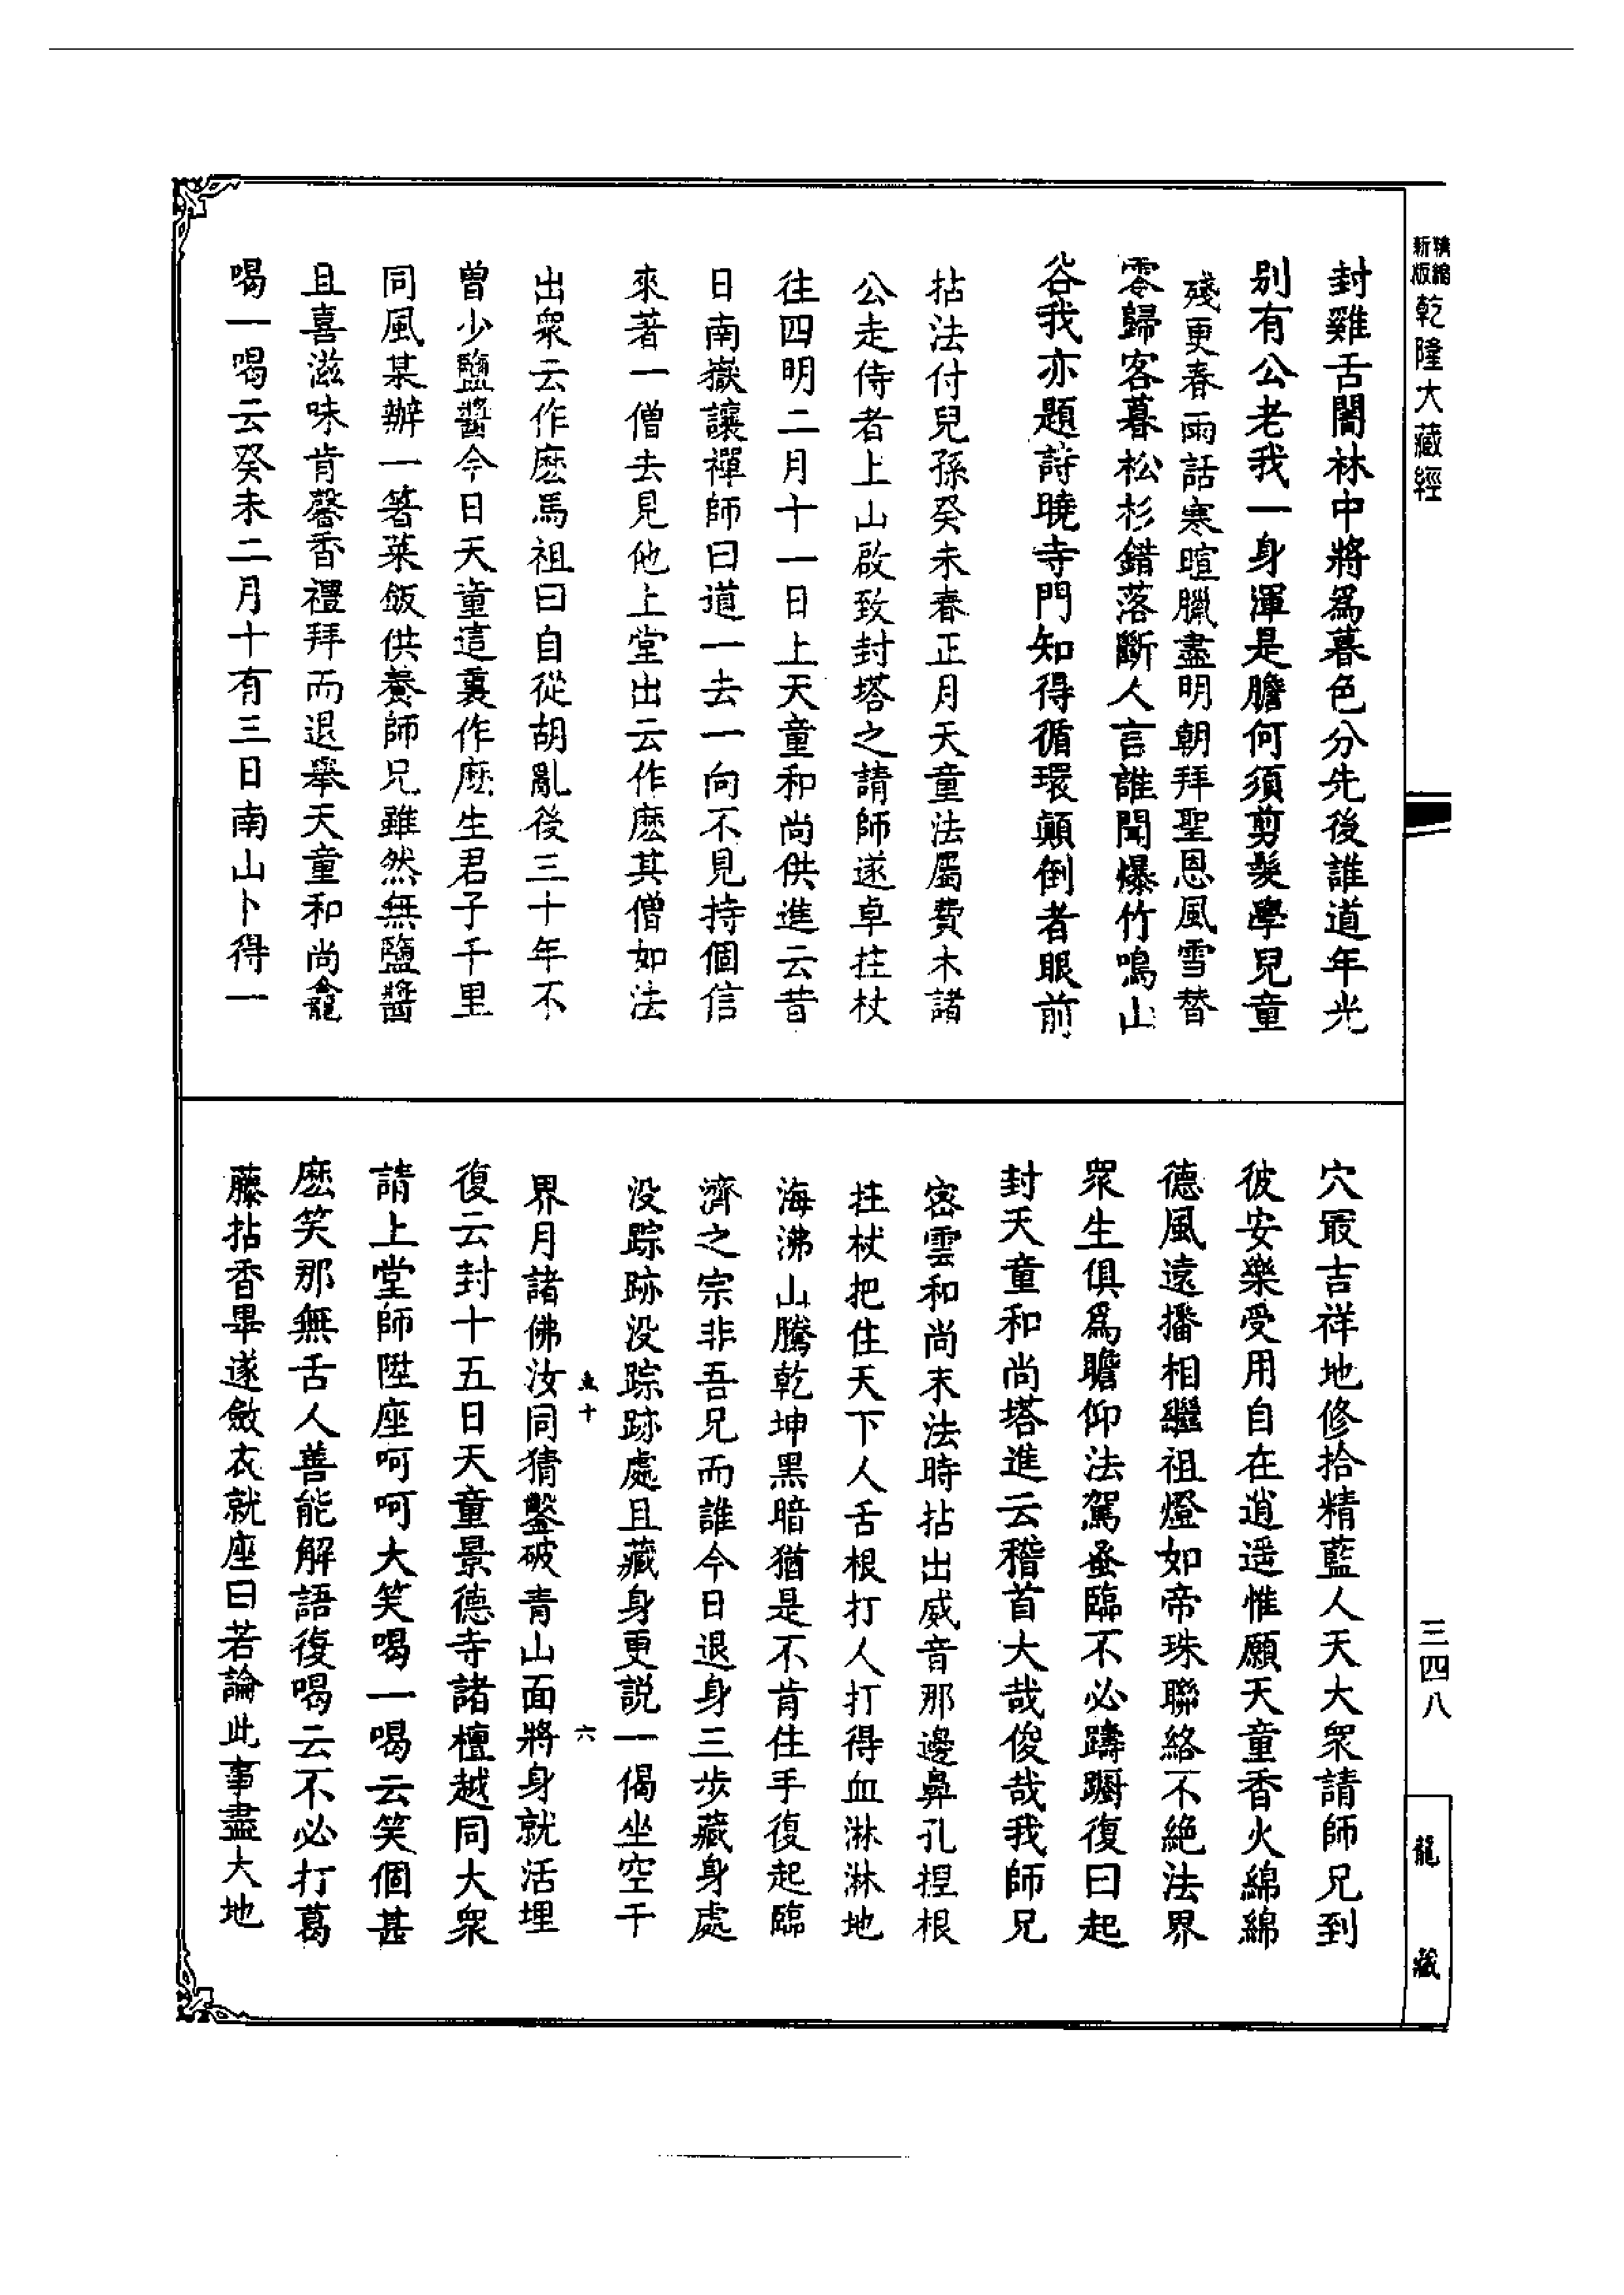 精縮新版乾隆大藏經
封雞舌闇林中將爲暮色分先後誰道年光
別有公老我一身渾是膽何須剪髮學兒童
殘更春雨話寒暄臘盡明朝拜聖恩風雪替
零歸客暮松杉錯落斷人言誰聞爆竹鳴山
谷我亦題詩曉寺門知得循環顛倒者眼前
拈法付兒孫癸未春正月天童法屬費木諸
公走侍者上山啟致封塔之請師遂卓拄杖
往四明二月十一日上天童和尚供進云昔
日南嶽讓禪師曰道一去一向不見持個信
來著一僧去見他上堂出云作麽其僧如法
出衆云作麽馬祖曰自從胡亂後三十年不
曾少鹽醬今日天童這裏作麽生君子千里
同風某辦一箸菜飯供養師兄雖然無鹽醬
且喜滋味肯馨香禮拜而退舉天童和尚龕
喝一喝云癸未二月十有三日南山卜得一
穴最吉祥地修拾精藍人天大衆請師兄到
彼安樂受用自在逍遥惟願天童香火綿綿
德風遠播相繼祖燈如帝珠聯絡不絕法界
衆生俱爲瞻仰法駕蚤臨不必躊躕復曰起
封天童和尚塔進云稽首大哉俊哉我師兄
密雲和尚末法時拈出威音那邊鼻孔揑根
拄杖把住天下人舌根打人打得血淋淋地
海沸山騰乾坤黑暗猶是不肯住手復起臨
濟之宗非吾兄而誰今日退身三步藏身處
没踪跡没踪跡處且藏身更説一偈坐空干
界月諸佛汝同猜鑿破青山面將身就活埋
復云封十五日天童景德寺諸檀越同大衆
請上堂師陞座呵呵大笑喝一喝云笑個甚
麽笑那無舌人善能解語復喝云不必打葛
藤拈香畢遂斂衣就座曰若論此事盡大地
十
六
三四八
龍藏